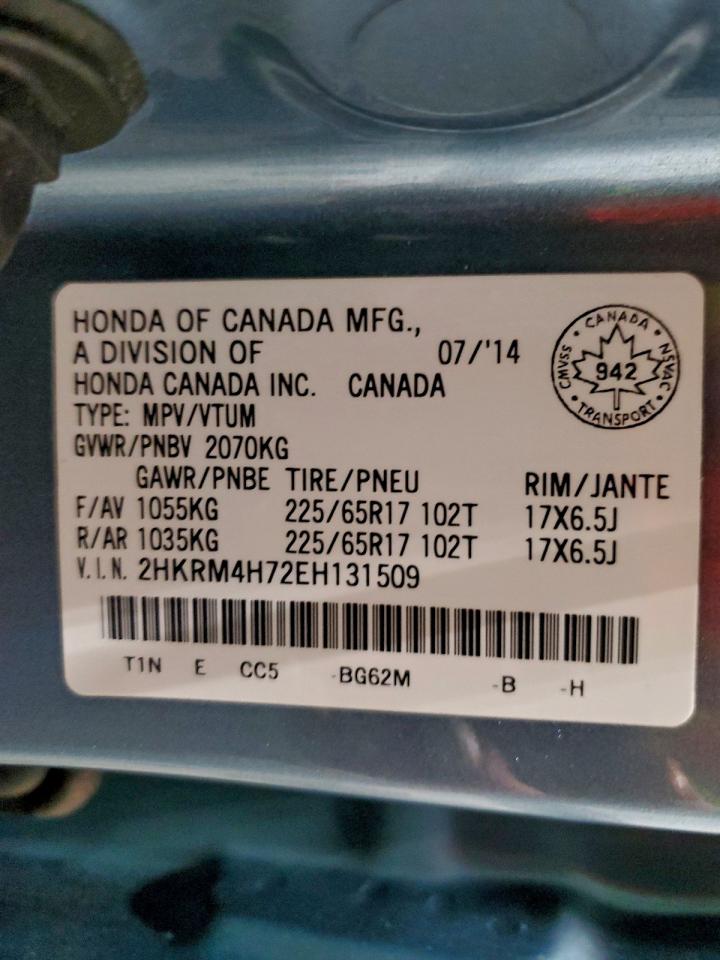 HONDA OF CANADA MFG.,
A DIVISION OF 07/'14
HONDA CANADA INC. CANADA
CANADA
CMVSS 942 NSVAC
TRANSPORT
TYPE: MPV/VTUM
GVWR/PNBV 2070KG
GAWR/PNBE TIRE/PNEU RIM/JANTE
F/AV 1055KG 225/65R17 102T 17X6.5J
R/AR 1035KG 225/65R17 102T 17X6.5J
V.I.N. 2HKRM4H72EH131509
T1N E CC5 -BG62M -B -H